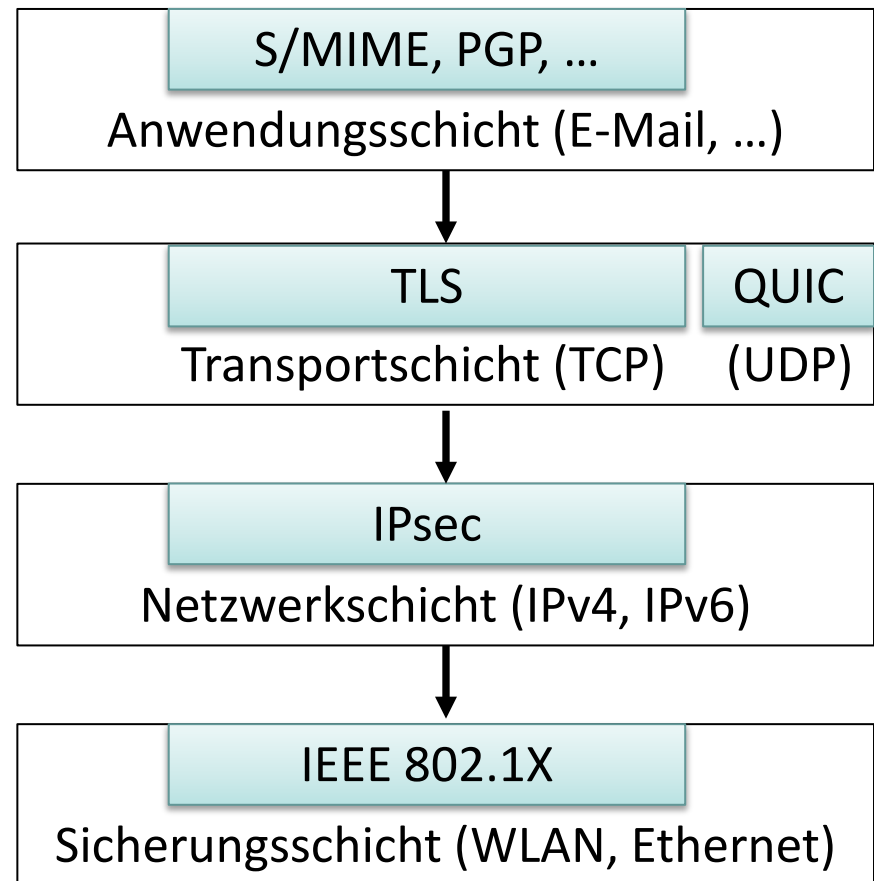 S/MIME, PGP, …
Anwendungsschicht (E-Mail, …)
TLS
QUIC
Transportschicht (TCP)
(UDP)
IPsec
Netzwerkschicht (IPv4, IPv6)
IEEE 802.1X
Sicherungsschicht (WLAN, Ethernet)